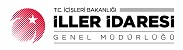 T.C. İÇİŞLERİ BAKANLIĞI
İLLER İDARESİ
GENEL MÜDÜRLÜĞÜ